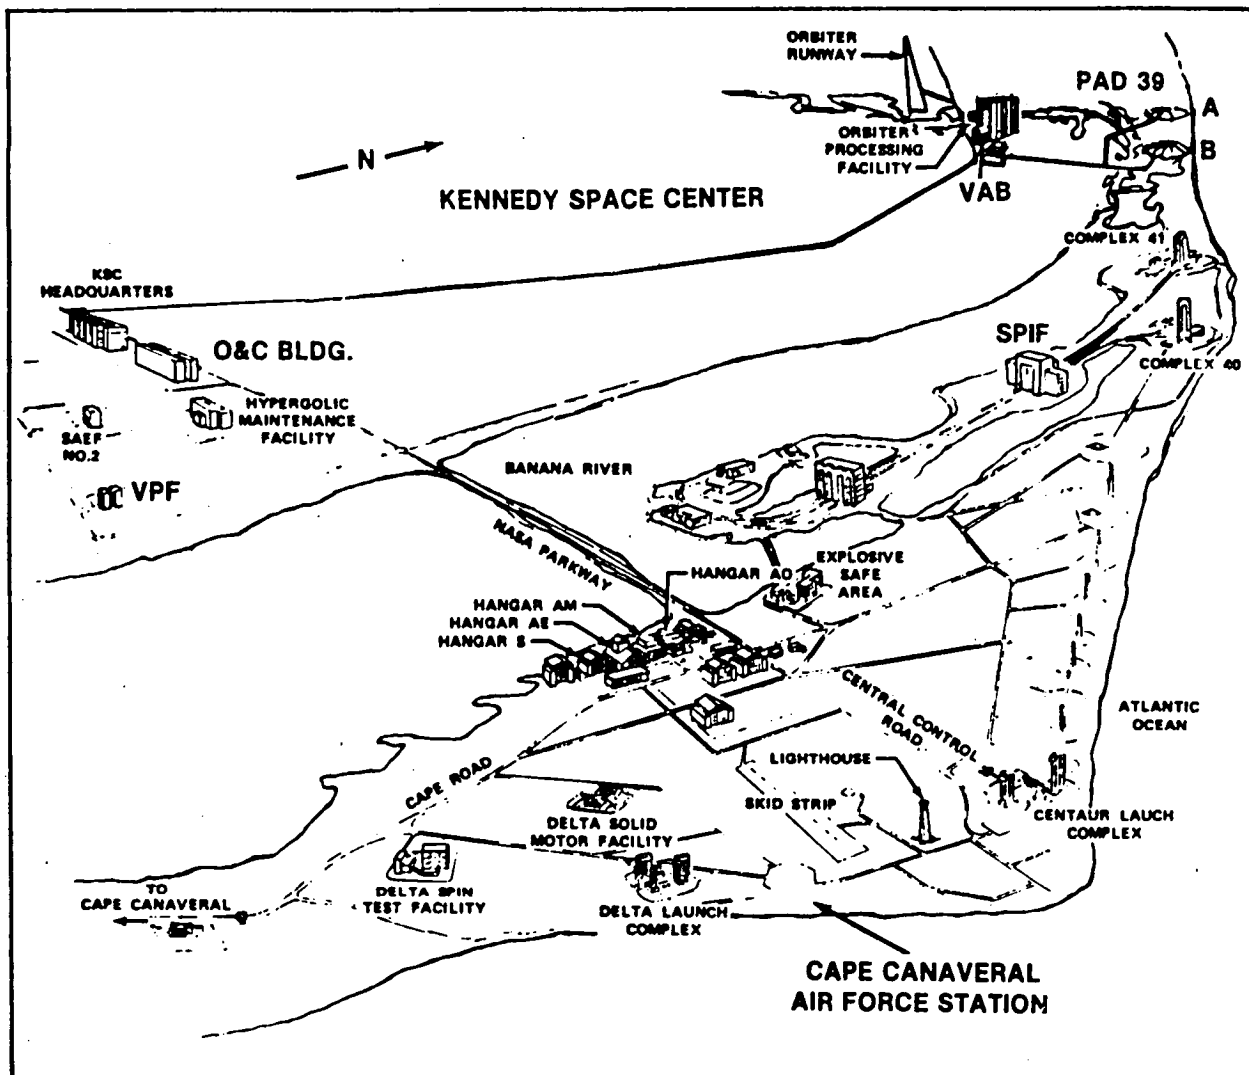 ORBITER
RUNWAY
PAD 39
A
B
ORBITER
PROCESSING
FACILITY
VAB
N
KENNEDY SPACE CENTER
COMPLEX 41
KSC
HEADQUARTERS
O&C BLDG.
SPIF
COMPLEX 40
HYPERGOLIC
MAINTENANCE
FACILITY
SAEF
NO.2
VPF
BANANA RIVER
NASA PARKWAY
HANGAR AO
EXPLOSIVE
SAFE
AREA
HANGAR AM
HANGAR AE
HANGAR S
CENTRAL CONTROL
ROAD
ATLANTIC
OCEAN
CAPE ROAD
LIGHTHOUSE
SKID STRIP
DELTA SOLID
MOTOR FACILITY
CENTAUR LAUCH
COMPLEX
TO
CAPE CANAVERAL
DELTA SPIN
TEST FACILITY
DELTA LAUNCH
COMPLEX
CAPE CANAVERAL
AIR FORCE STATION